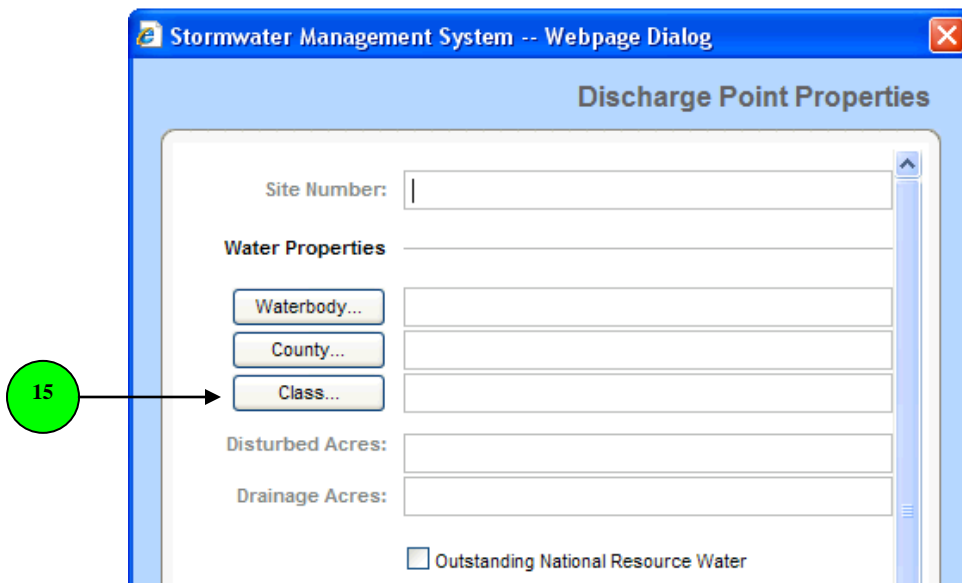 Stormwater Management System -- Webpage Dialog
Discharge Point Properties
Site Number:
Water Properties
Waterbody...
County...
15
Class...
Disturbed Acres:
Drainage Acres:
Outstanding National Resource Water